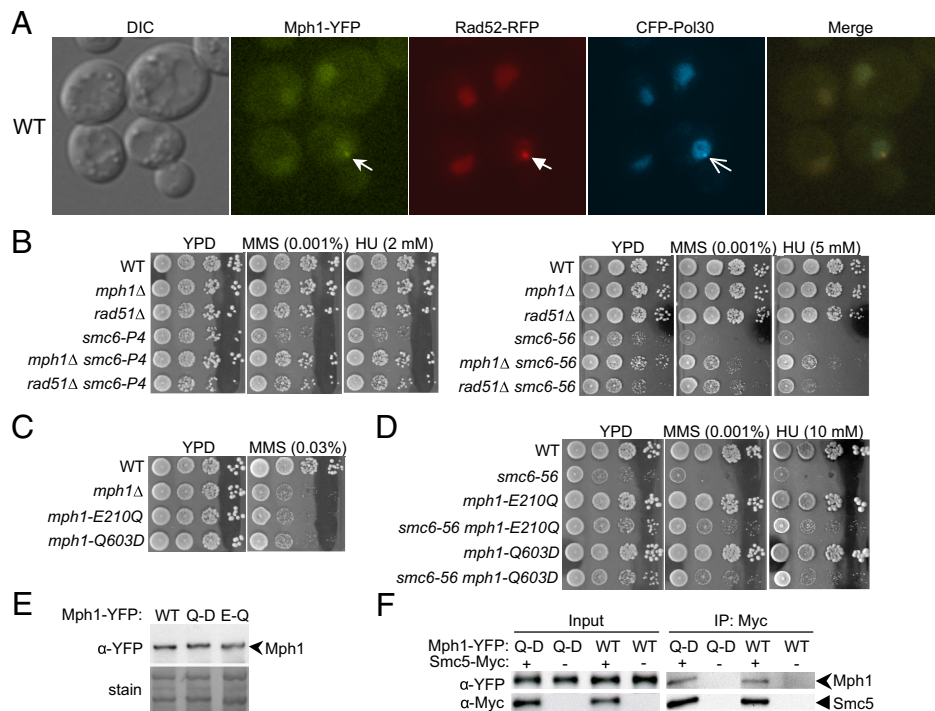 A
DIC Mph1-YFP Rad52-RFP CFP-Pol30 Merge
WT
B
YPD MMS (0.001%) HU (2 mM)
WT
mph1Δ
rad51Δ
smc6-P4
mph1Δ smc6-P4
rad51Δ smc6-P4
YPD MMS (0.001%) HU (5 mM)
WT
mph1Δ
rad51Δ
smc6-56
mph1Δ smc6-56
rad51Δ smc6-56
C
YPD MMS (0.03%)
WT
mph1Δ
mph1-E210Q
mph1-Q603D
D
YPD MMS (0.001%) HU (10 mM)
WT
smc6-56
mph1-E210Q
smc6-56 mph1-E210Q
mph1-Q603D
smc6-56 mph1-Q603D
E
Mph1-YFP: WT Q-D E-Q
α-YFP Mph1
stain
F
Input IP: Myc
Mph1-YFP: Q-D Q-D WT WT Q-D Q-D WT WT
Smc5-Myc: + - + - + - + -
α-YFP Mph1
α-Myc Smc5